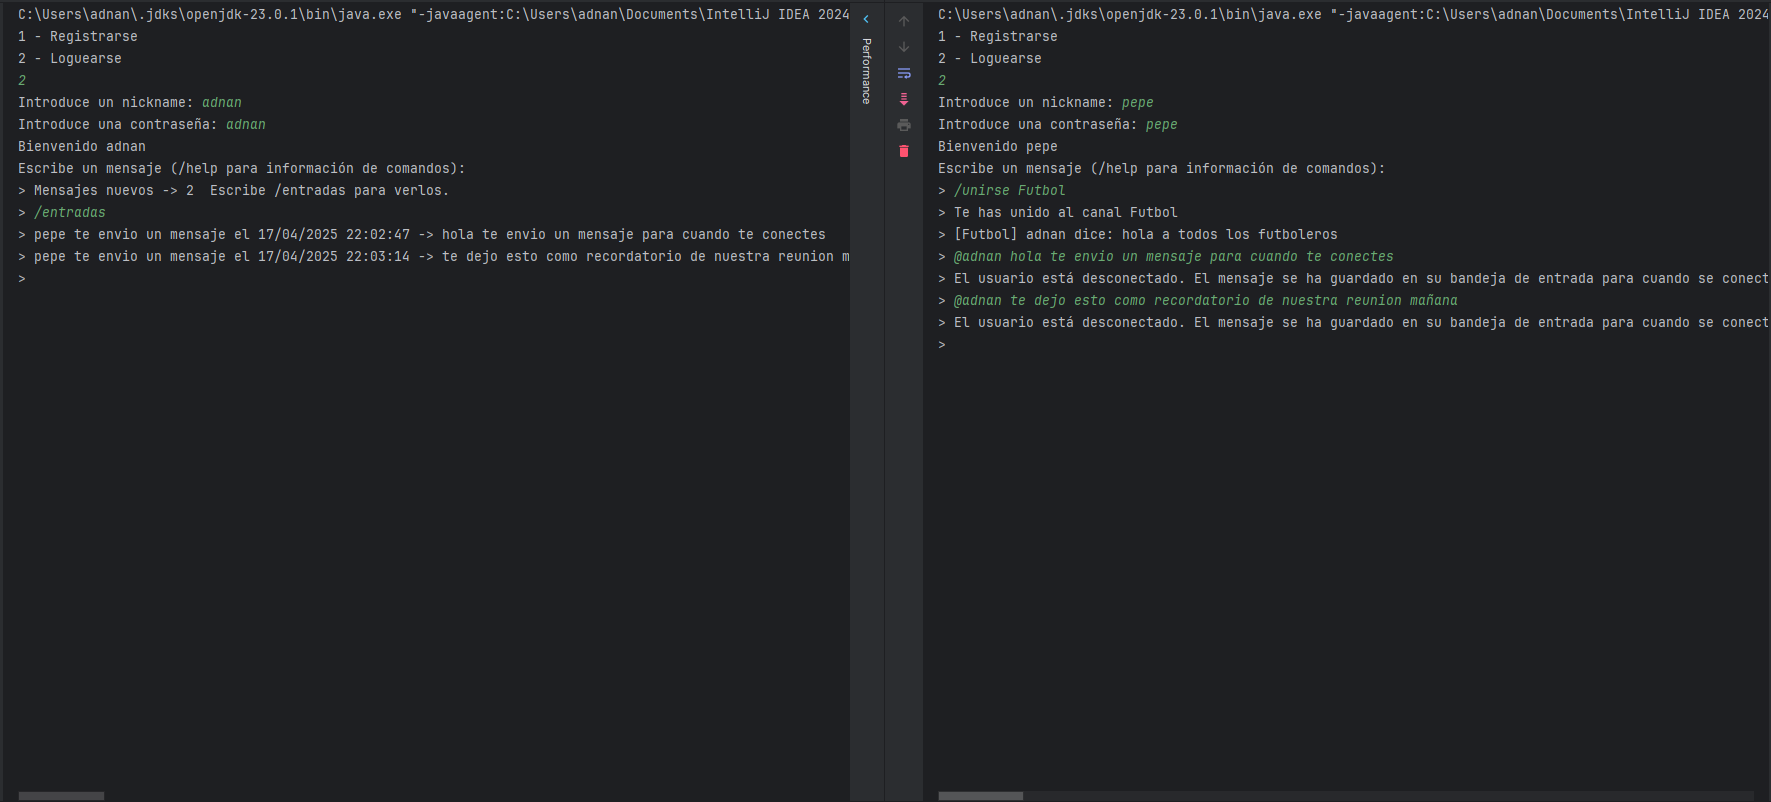 C:\Users\adnan\.jdks\openjdk-23.0.1\bin\java.exe "-javaagent:C:\Users\adnan\Documents\IntelliJ IDEA 2024
1 - Registrarse
2 - Loguearse
2
Introduce un nickname: adnan
Introduce una contraseña: adnan
Bienvenido adnan
Escribe un mensaje (/help para información de comandos):
> Mensajes nuevos -> 2  Escribe /entradas para verlos.
> /entradas
> pepe te envio un mensaje el 17/04/2025 22:02:47 -> hola te envio un mensaje para cuando te conectes
> pepe te envio un mensaje el 17/04/2025 22:03:14 -> te dejo esto como recordatorio de nuestra reunion m
>
Performance
C:\Users\adnan\.jdks\openjdk-23.0.1\bin\java.exe "-javaagent:C:\Users\adnan\Documents\IntelliJ IDEA 2024
1 - Registrarse
2 - Loguearse
2
Introduce un nickname: pepe
Introduce una contraseña: pepe
Bienvenido pepe
Escribe un mensaje (/help para información de comandos):
> /unirse Futbol
> Te has unido al canal Futbol
> [Futbol] adnan dice: hola a todos los futboleros
> @adnan hola te envio un mensaje para cuando te conectes
> El usuario está desconectado. El mensaje se ha guardado en su bandeja de entrada para cuando se conect
> @adnan te dejo esto como recordatorio de nuestra reunion mañana
> El usuario está desconectado. El mensaje se ha guardado en su bandeja de entrada para cuando se conect
>